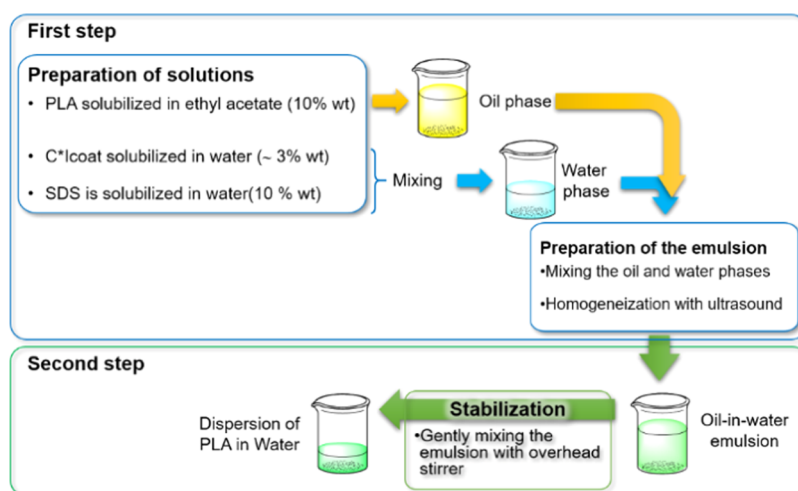 First step
Preparation of solutions
• PLA solubilized in ethyl acetate (10% wt)
• C*Icoat solubilized in water (~ 3% wt)
• SDS is solubilized in water(10 % wt)
Oil phase
Mixing
Water
phase
Preparation of the emulsion
•Mixing the oil and water phases
•Homogeneization with ultrasound
Second step
Dispersion of
PLA in Water
Stabilization
•Gently mixing the
emulsion with overhead
stirrer
Oil-in-water
emulsion